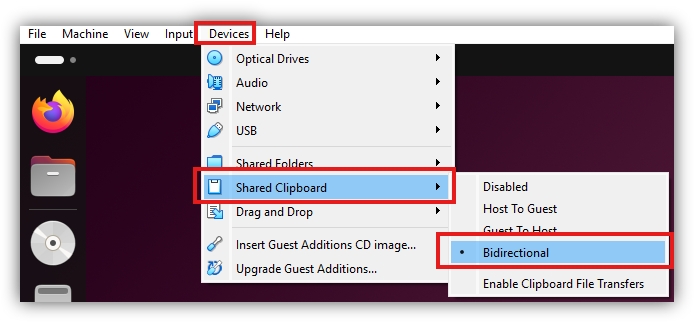 File Machine View Input Devices Help
Optical Drives
Audio
Network
USB
Shared Folders
Shared Clipboard
Drag and Drop
Insert Guest Additions CD image...
Upgrade Guest Additions...
Disabled
Host To Guest
Guest To Host
Bidirectional
Enable Clipboard File Transfers